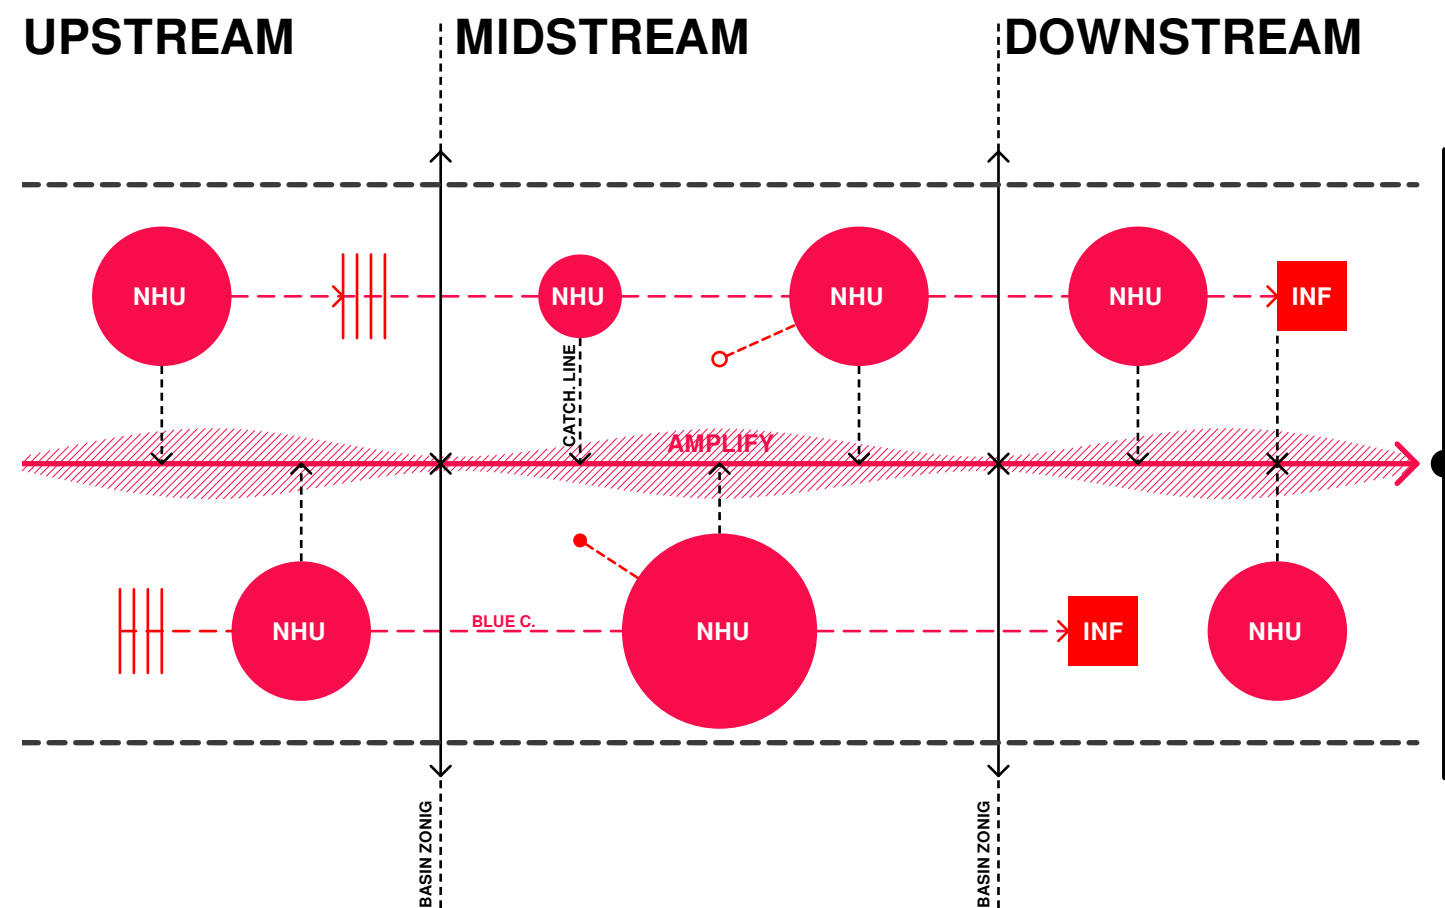 UPSTREAM
MIDSTREAM
DOWNSTREAM
NHU
NHU
NHU
NHU
INF
CATCH. LINE
AMPLIFY
NHU
BLUE C.
NHU
INF
NHU
BASIN ZONIG
BASIN ZONIG